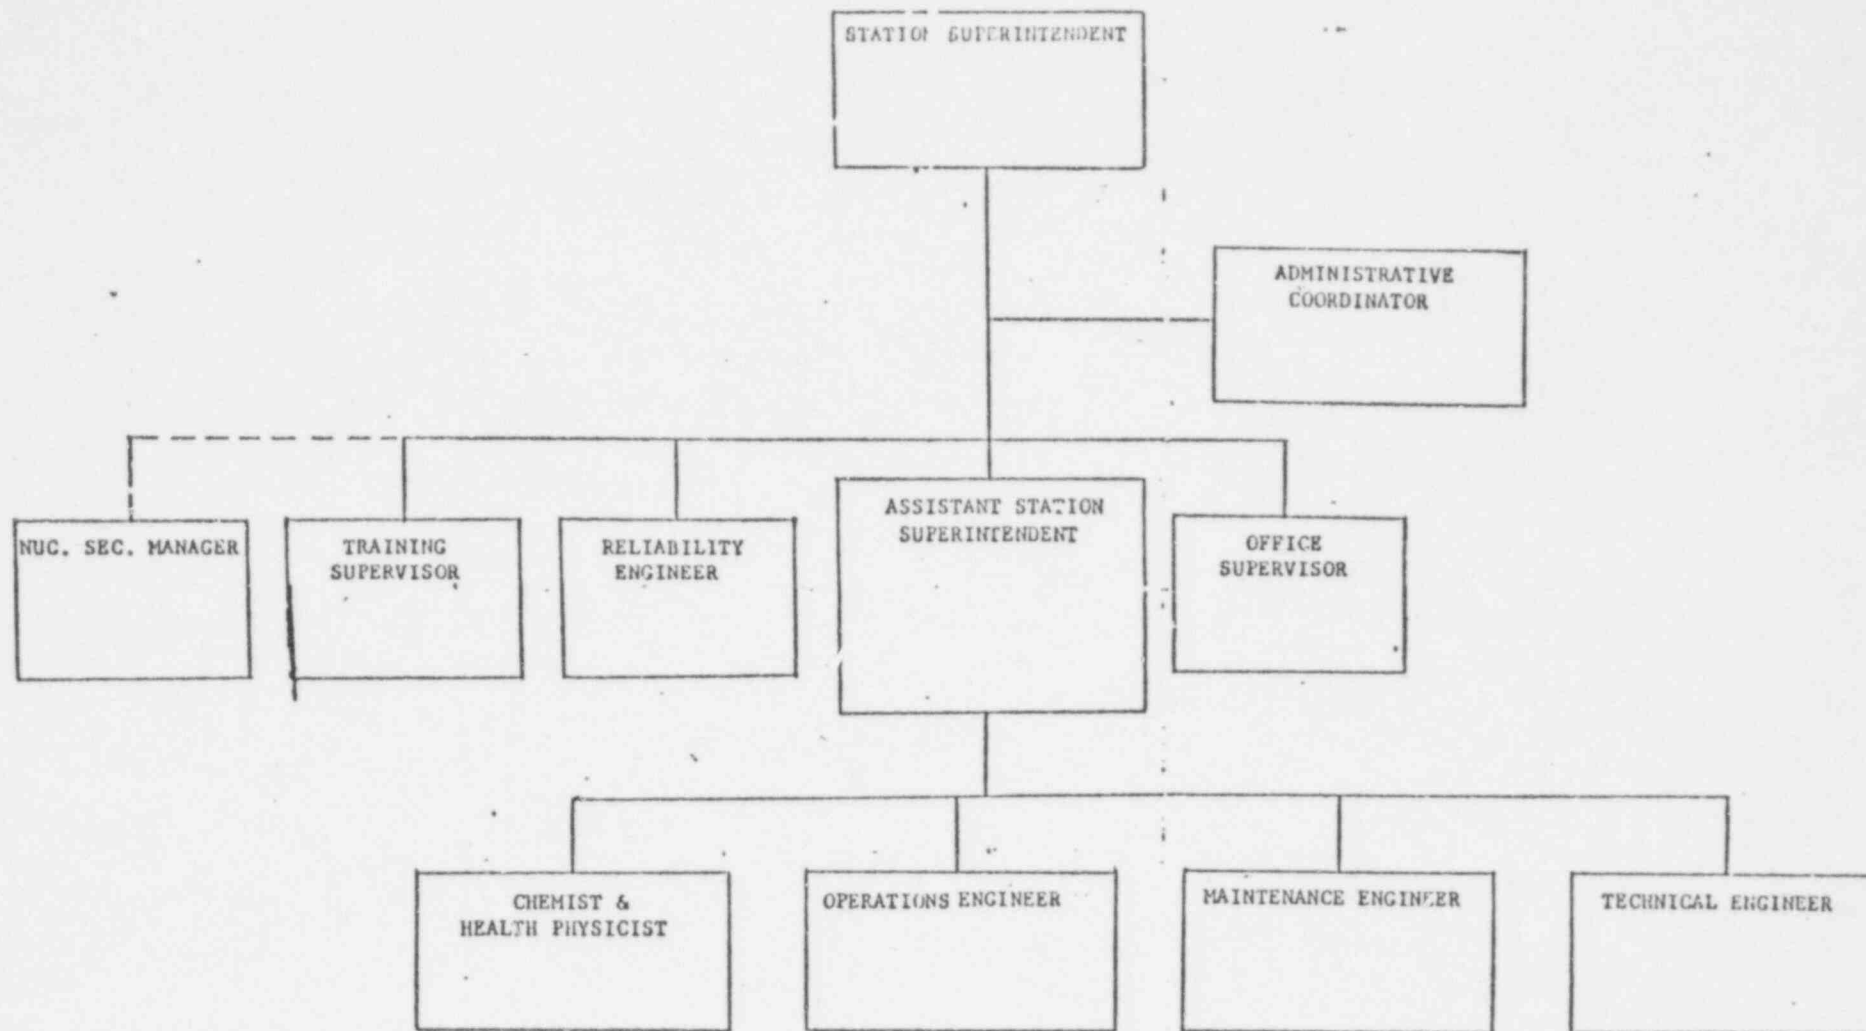 STATION SUPERINTENDENT
ADMINISTRATIVE
COORDINATOR
NUC. SEC. MANAGER
TRAINING
SUPERVISOR
RELIABILITY
ENGINEER
ASSISTANT STATION
SUPERINTENDENT
OFFICE
SUPERVISOR
CHEMIST &
HEALTH PHYSICIST
OPERATIONS ENGINEER
MAINTENANCE ENGINEER
TECHNICAL ENGINEER